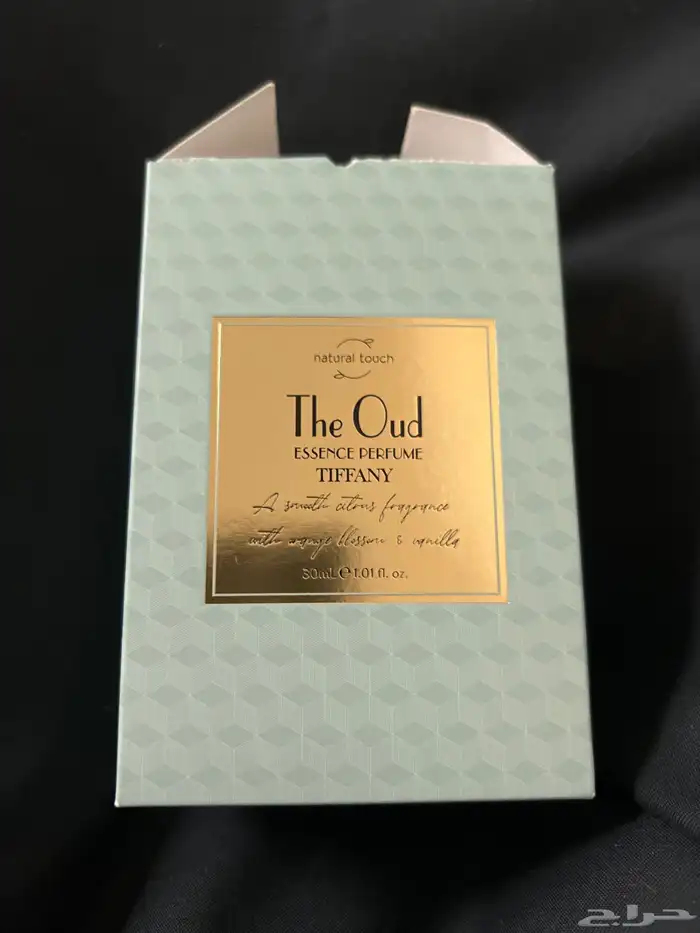 natural touch
The Oud
ESSENCE PERFUME
TIFFANY
A smooth citrus fragrance
with orange blossom & vanilla
30mL ℮ 1.01 fl. oz.
حراج